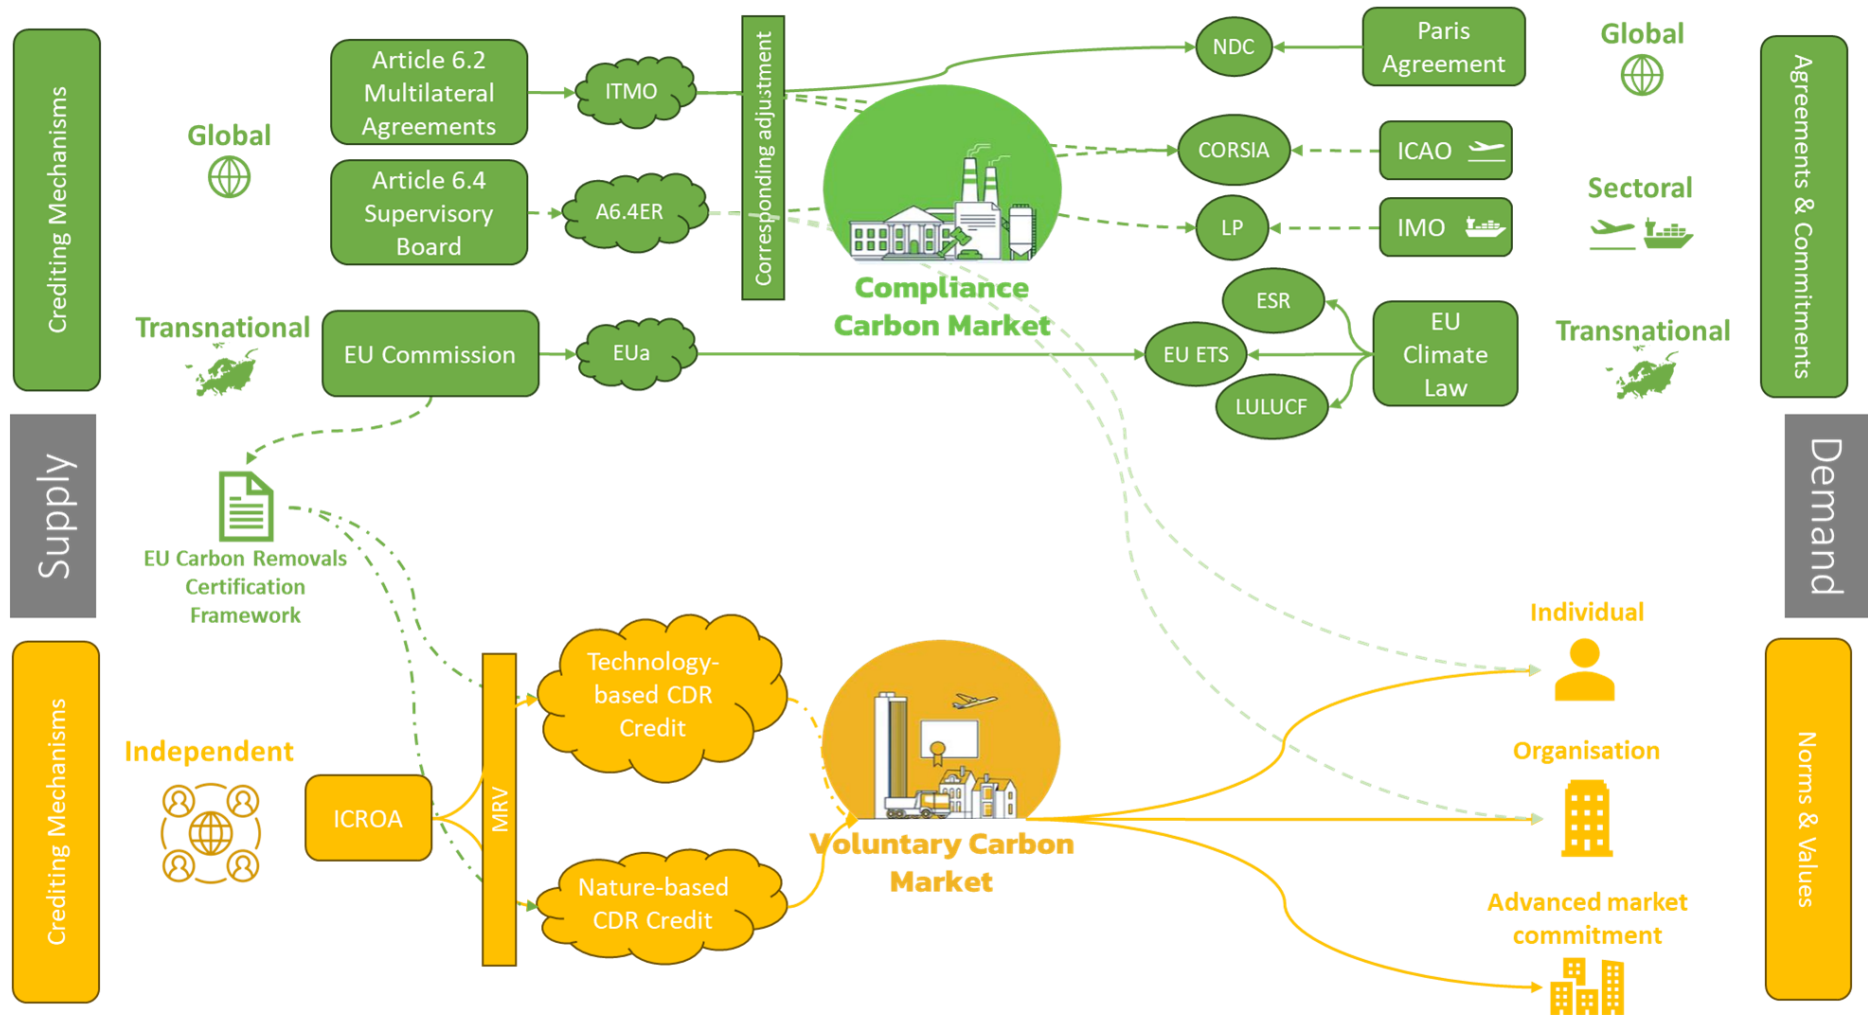 Crediting Mechanisms
Global
Article 6.2
Multilateral
Agreements
ITMO
Article 6.4
Supervisory
Board
A6.4ER
Corresponding adjustment
Transnational
EU Commission
EUa
Compliance
Carbon Market
NDC
Paris
Agreement
CORSIA
ICAO
LP
IMO
ESR
EU ETS
LULUCF
EU
Climate
Law
Global
Sectoral
Transnational
Agreements & Commitments
Supply
Demand
EU Carbon Removals
Certification
Framework
Crediting Mechanisms
Independent
ICROA
MRV
Technology-
based CDR
Credit
Nature-based
CDR Credit
Voluntary Carbon
Market
Individual
Organisation
Advanced market
commitment
Norms & Values